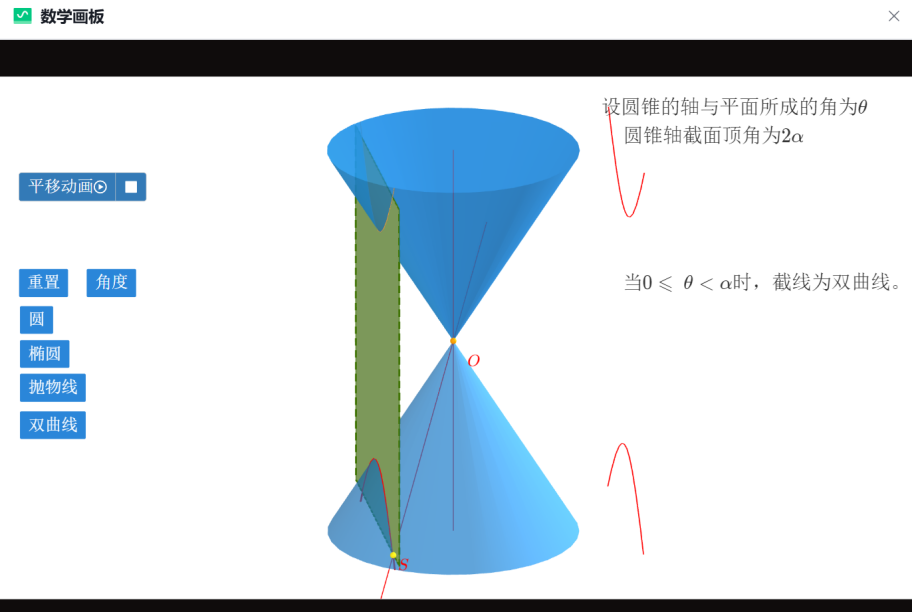 数学画板
设圆锥的轴与平面所成的角为θ
圆锥轴截面顶角为2α
平移动画
重置
角度
当0 ⩽ θ < α时，截线为双曲线。
圆
椭圆
抛物线
双曲线
O
S